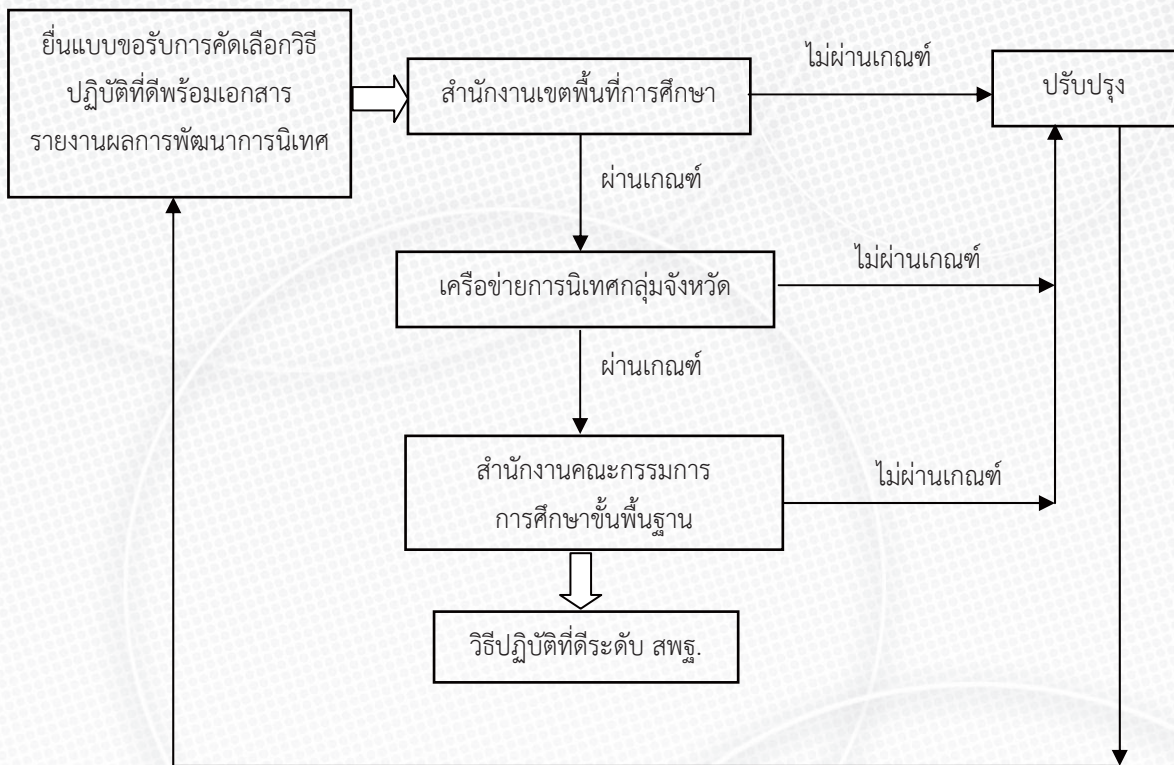 ยื่นแบบขอรับการคัดเลือกวิธี
ปฏิบัติที่ดีพร้อมเอกสาร
รายงานผลการพัฒนาการนิเทศ
สำนักงานเขตพื้นที่การศึกษา
ไม่ผ่านเกณฑ์
ปรับปรุง
ผ่านเกณฑ์
เครือข่ายการนิเทศกลุ่มจังหวัด
ไม่ผ่านเกณฑ์
ผ่านเกณฑ์
สำนักงานคณะกรรมการ
การศึกษาขั้นพื้นฐาน
ไม่ผ่านเกณฑ์
วิธีปฏิบัติที่ดีระดับ สพฐ.